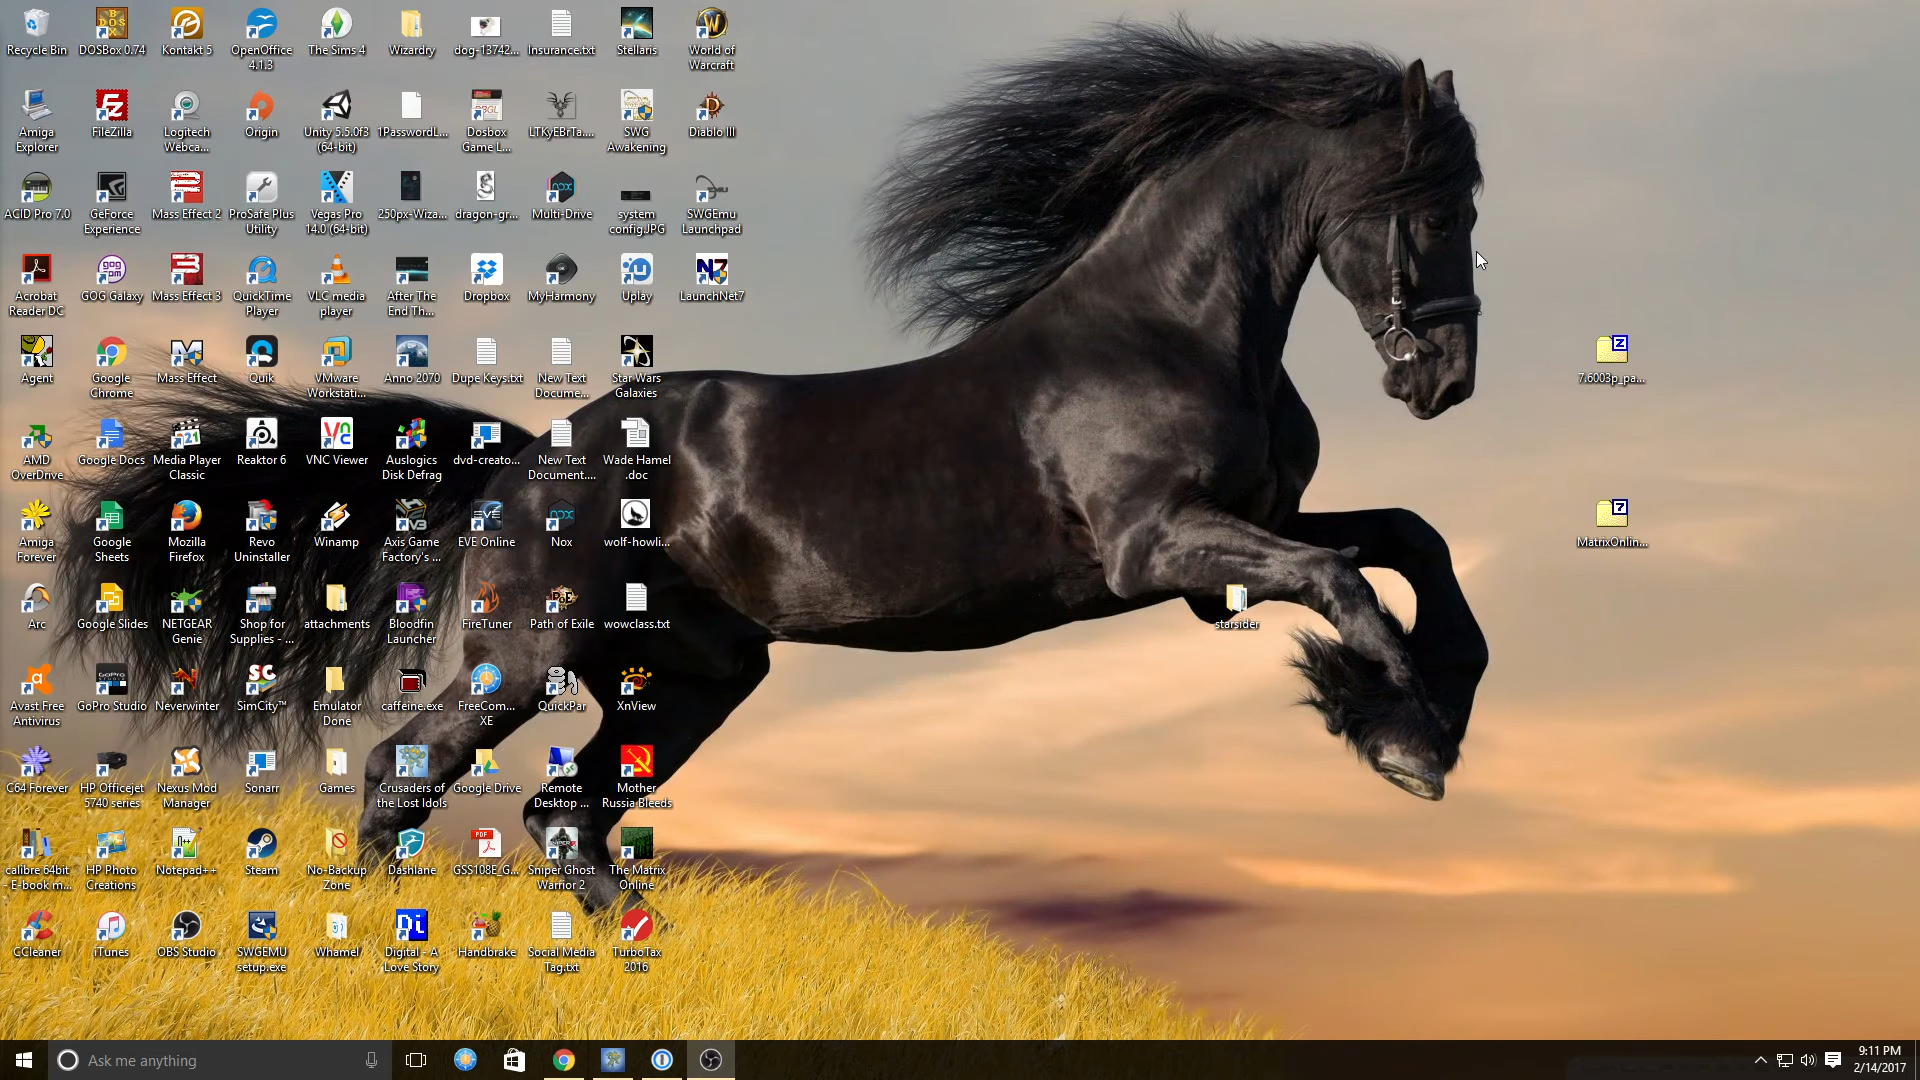 Recycle Bin
DOSBox 0.74
Kontakt 5
OpenOffice
4.1.3
The Sims 4
Wizardry
dog-13742...
Insurance.txt
Stellaris
World of
Warcraft
Amiga
Explorer
FileZilla
Logitech
Webca...
Origin
Unity 5.5.0f3
(64-bit)
1PasswordL...
Dosbox
Game L...
LTKyEBrTa....
SWG
Awakening
Diablo III
ACID Pro 7.0
GeForce
Experience
Mass Effect 2
ProSafe Plus
Utility
Vegas Pro
14.0 (64-bit)
250px-Wiza...
dragon-gr...
Multi-Drive
system
config.JPG
SWGEmu
Launchpad
Acrobat
Reader DC
GOG Galaxy
Mass Effect 3
QuickTime
Player
VLC media
player
After The
End Th...
Dropbox
MyHarmony
Uplay
LaunchNet7
Agent
Google
Chrome
Mass Effect
Quik
VMware
Workstati...
Anno 2070
Dupe Keys.txt
New Text
Docume...
Star Wars
Galaxies
7.6003p_pa...
AMD
OverDrive
Google Docs
Media Player
Classic
Reaktor 6
VNC Viewer
Auslogics
Disk Defrag
dvd-creato...
New Text
Document....
Wade Hamel
.doc
Amiga
Forever
Google
Sheets
Mozilla
Firefox
Revo
Uninstaller
Winamp
Axis Game
Factory's ...
EVE Online
Nox
wolf-howli...
MatrixOnlin...
Arc
Google Slides
NETGEAR
Genie
Shop for
Supplies - ...
attachments
Bloodfin
Launcher
FireTuner
Path of Exile
wowclass.txt
starsider
Avast Free
Antivirus
GoPro Studio
Neverwinter
SimCity™
Emulator
Done
caffeine.exe
FreeCom...
XE
QuickPar
XnView
C64 Forever
HP Officejet
5740 series
Nexus Mod
Manager
Sonarr
Games
Crusaders of
the Lost Idols
Google Drive
Remote
Desktop ...
Mother
Russia Bleeds
calibre 64bit
- E-book m...
HP Photo
Creations
Notepad++
Steam
No-Backup
Zone
Dashlane
GSS108E_G...
Sniper Ghost
Warrior 2
The Matrix
Online
CCleaner
iTunes
OBS Studio
SWGEMU
setup.exe
Whamel
Digital - A
Love Story
Handbrake
Social Media
Tag.txt
TurboTax
2016
Ask me anything
9:11 PM
2/14/2017